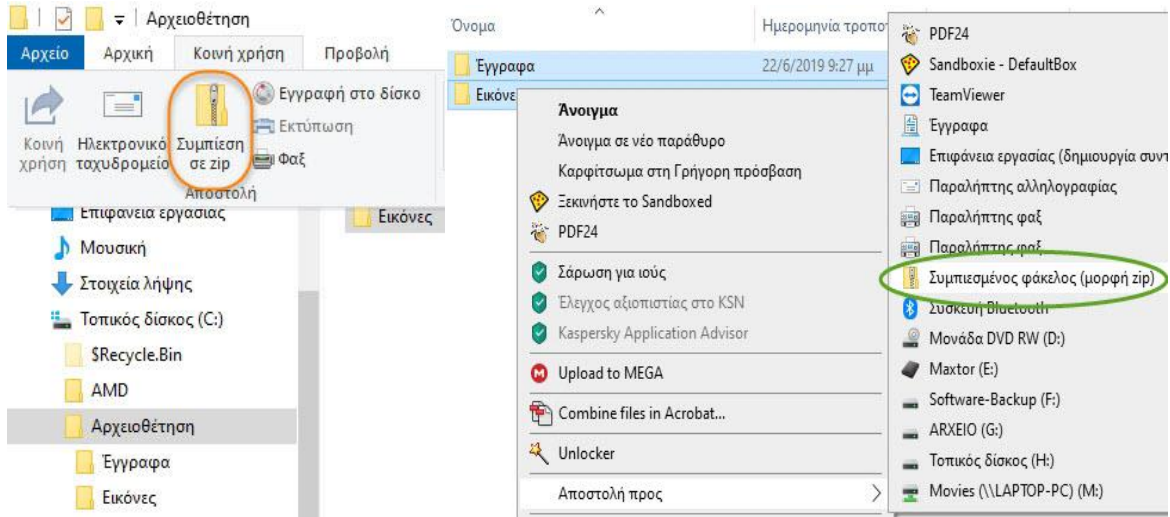 Αρχειοθέτηση
Αρχείο Αρχική Κοινή χρήση Προβολή
Κοινή χρήση
Ηλεκτρονικό ταχυδρομείο
Συμπίεση σε zip
Εγγραφή στο δίσκο
Εκτύπωση
Φαξ
Αποστολή
Επιφάνεια εργασίας
Μουσική
Στοιχεία λήψης
Τοπικός δίσκος (C:)
$Recycle.Bin
AMD
Αρχειοθέτηση
Έγγραφα
Εικόνες
Εικόνες
Όνομα Ημερομηνία τροπο
Έγγραφα 22/6/2019 9:27 μμ
Εικόνε
Άνοιγμα
Άνοιγμα σε νέο παράθυρο
Καρφίτσωμα στη Γρήγορη πρόσβαση
Ξεκινήστε το Sandboxed
PDF24
Σάρωση για ιούς
Έλεγχος αξιοπιστίας στο KSN
Kaspersky Application Advisor
Upload to MEGA
Combine files in Acrobat...
Unlocker
Αποστολή προς
PDF24
Sandboxie - DefaultBox
TeamViewer
Έγγραφα
Επιφάνεια εργασίας (δημιουργία συντ
Παραλήπτης αλληλογραφίας
Παραλήπτης φαξ
Παραλήπτης φαξ
Συμπιεσμένος φάκελος (μορφή zip)
Συσκευή Bluetooth
Μονάδα DVD RW (D:)
Maxtor (E:)
Software-Backup (F:)
ARXEIO (G:)
Τοπικός δίσκος (H:)
Movies (\\LAPTOP-PC) (M:)